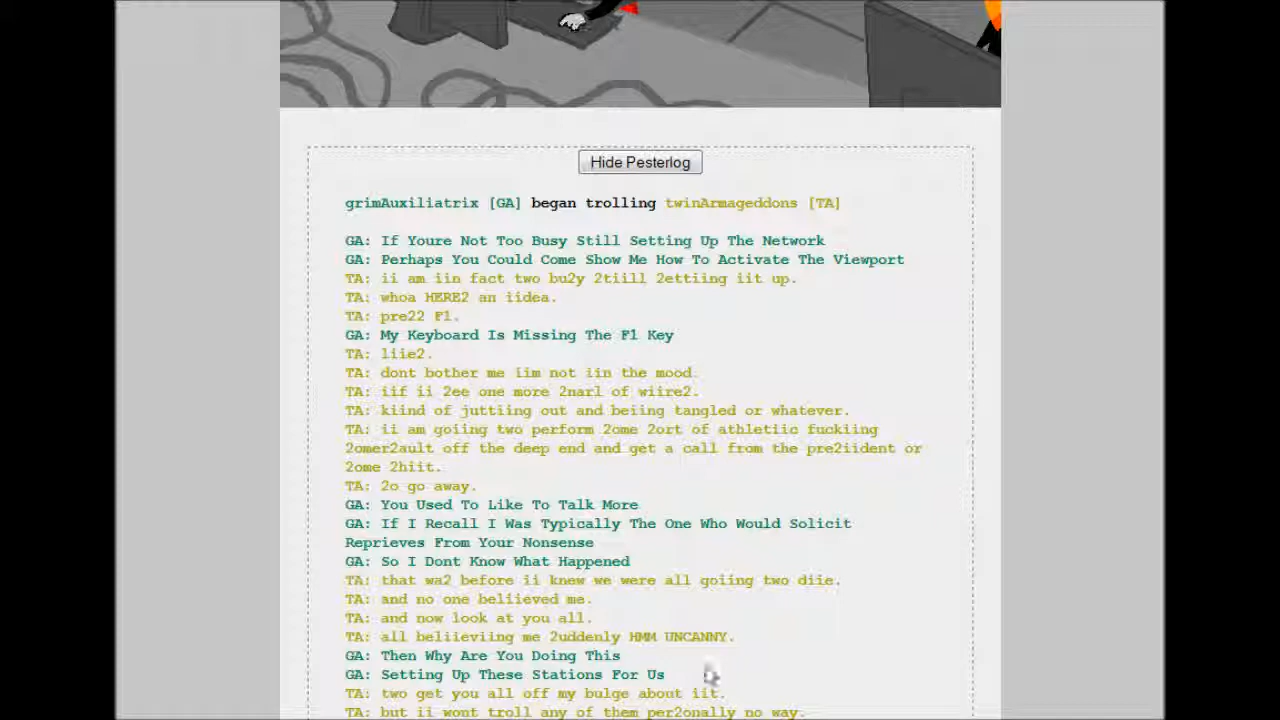 Hide Pesterlog
grimAuxiliatrix [GA] began trolling twinArmageddons [TA]
GA: If Youre Not Too Busy Still Setting Up The Network
GA: Perhaps You Could Come Show Me How To Activate The Viewport
TA: ii am iin fact two bu2y 2tiill 2ettiing iit up.
TA: whoa HERE2 an iidea.
TA: pre22 F1.
GA: My Keyboard Is Missing The F1 Key
TA: liie2.
TA: dont bother me iim not iin the mood.
TA: iif ii 2ee one more 2narl of wiire2.
TA: kiind of juttiing out and beiing tangled or whatever.
TA: ii am goiing two perform 2ome 2ort of athletiic fuckiing
2omer2ault off the deep end and get a call from the pre2iident or
2ome 2hiit.
TA: 2o go away.
GA: You Used To Like To Talk More
GA: If I Recall I Was Typically The One Who Would Solicit
Reprieves From Your Nonsense
GA: So I Dont Know What Happened
TA: that wa2 before ii knew we were all goiing two diie.
TA: and no one beliieved me.
TA: and now look at you all.
TA: all beliieviing me 2uddenly HMM UNCANNY.
GA: Then Why Are You Doing This
GA: Setting Up These Stations For Us
TA: two get you all off my bulge about iit.
TA: but ii wont troll any of them per2onally no way.